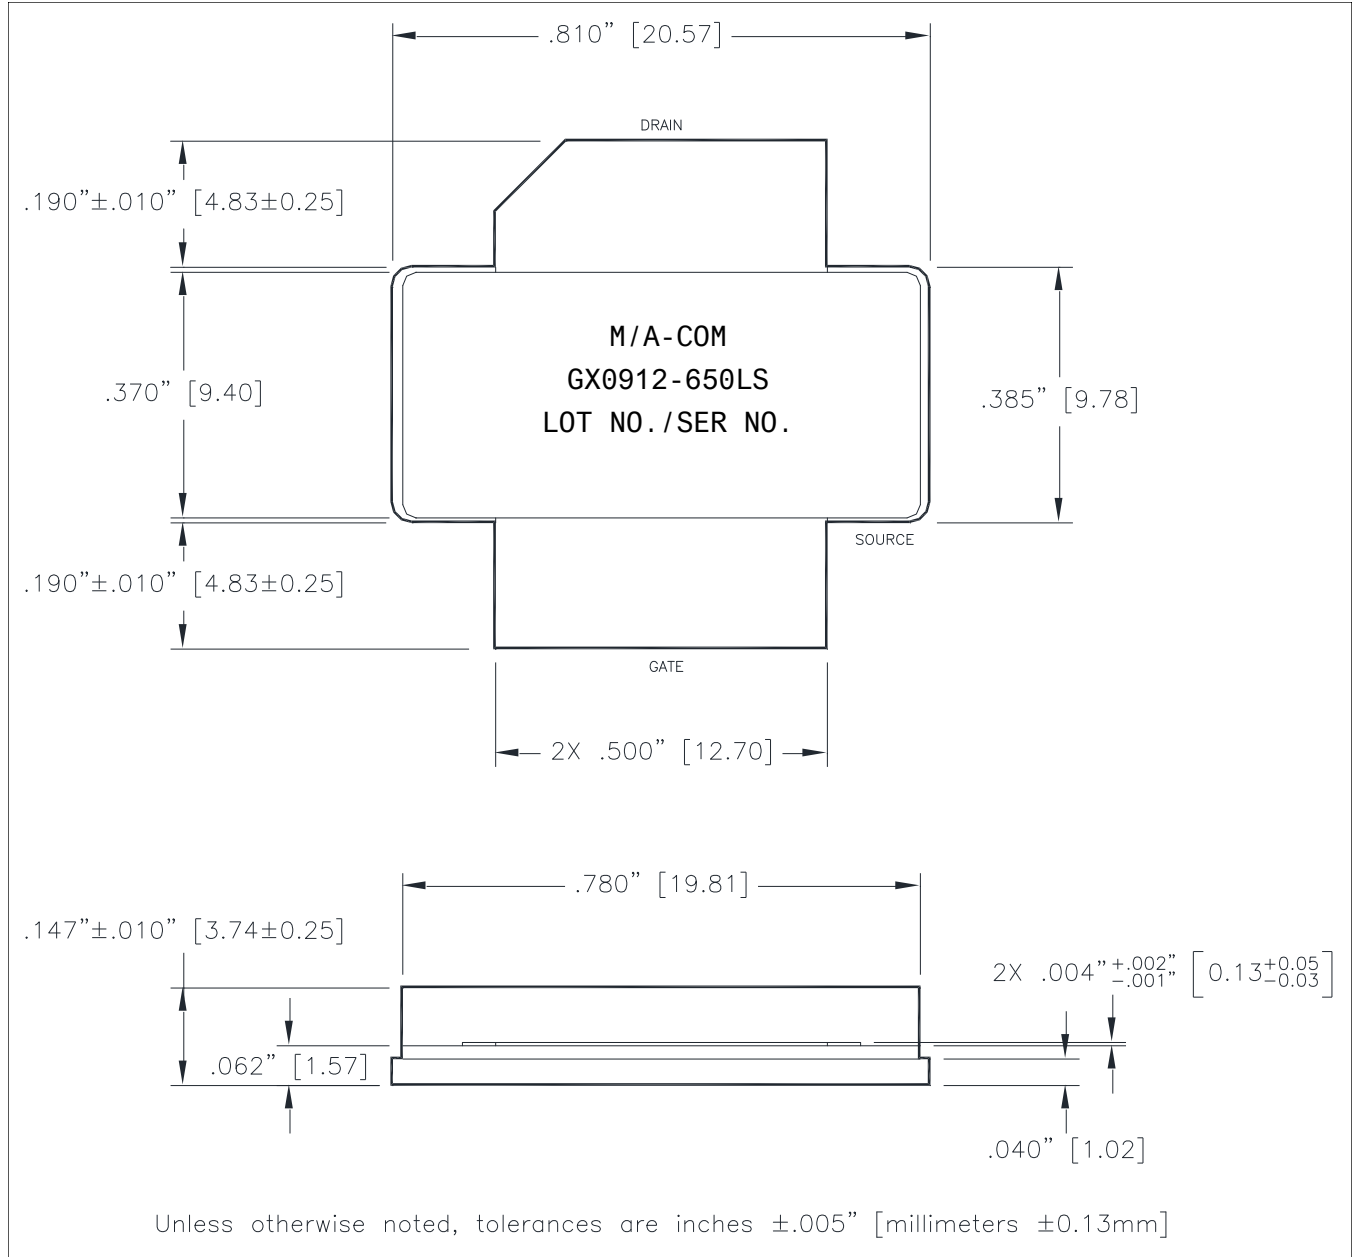 .810” [20.57]
DRAIN
.190”±.010” [4.83±0.25]
M/A-COM
GX0912-650LS
LOT NO./SER NO.
.370” [9.40]
.385” [9.78]
SOURCE
.190”±.010” [4.83±0.25]
GATE
2X .500” [12.70]
.780” [19.81]
.147”±.010” [3.74±0.25]
2X .004” +.002” -.001” [0.13 +0.05 -0.03]
.062” [1.57]
.040” [1.02]
Unless otherwise noted, tolerances are inches ±.005” [millimeters ±0.13mm]